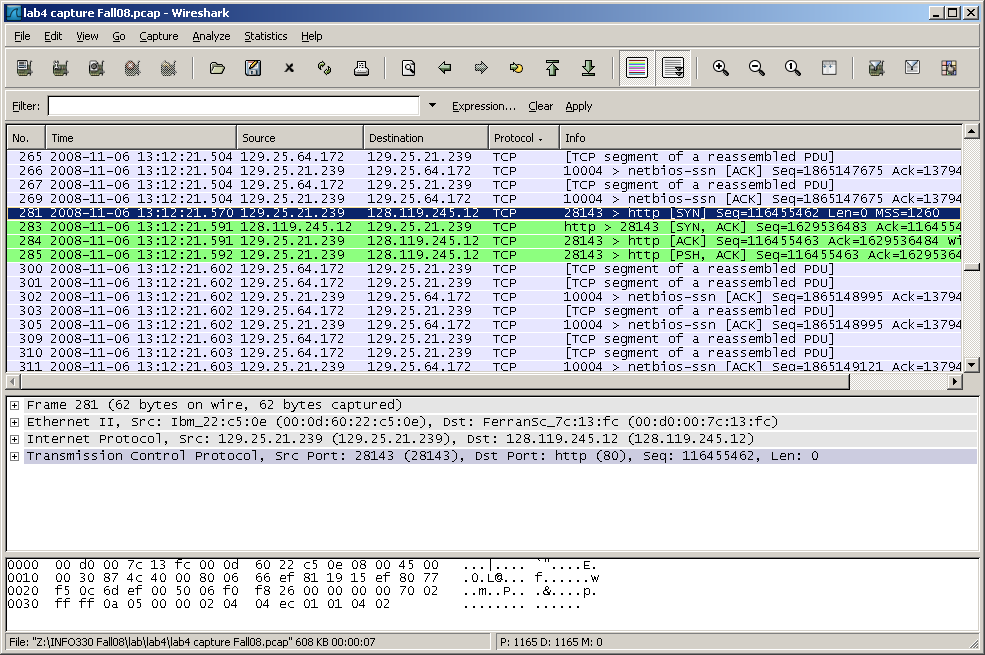 lab4 capture Fall08.pcap - Wireshark
File Edit View Go Capture Analyze Statistics Help
Filter: Expression... Clear Apply
No. Time Source Destination Protocol Info
265 2008-11-06 13:12:21.504 129.25.64.172 129.25.21.239 TCP [TCP segment of a reassembled PDU]
266 2008-11-06 13:12:21.504 129.25.21.239 129.25.64.172 TCP 10004 > netbios-ssn [ACK] Seq=1865147675 Ack=13794
267 2008-11-06 13:12:21.504 129.25.64.172 129.25.21.239 TCP [TCP segment of a reassembled PDU]
269 2008-11-06 13:12:21.504 129.25.21.239 129.25.64.172 TCP 10004 > netbios-ssn [ACK] Seq=1865147675 Ack=13794
281 2008-11-06 13:12:21.570 129.25.21.239 128.119.245.12 TCP 28143 > http [SYN] Seq=116455462 Len=0 MSS=1260
283 2008-11-06 13:12:21.591 128.119.245.12 129.25.21.239 TCP http > 28143 [SYN, ACK] Seq=1629536483 Ack=1164554
284 2008-11-06 13:12:21.591 129.25.21.239 128.119.245.12 TCP 28143 > http [ACK] Seq=116455463 Ack=1629536484 Wi
285 2008-11-06 13:12:21.592 129.25.21.239 128.119.245.12 TCP 28143 > http [PSH, ACK] Seq=116455463 Ack=16295364
300 2008-11-06 13:12:21.602 129.25.64.172 129.25.21.239 TCP [TCP segment of a reassembled PDU]
301 2008-11-06 13:12:21.602 129.25.64.172 129.25.21.239 TCP [TCP segment of a reassembled PDU]
302 2008-11-06 13:12:21.602 129.25.21.239 129.25.64.172 TCP 10004 > netbios-ssn [ACK] Seq=1865148995 Ack=13794
303 2008-11-06 13:12:21.602 129.25.64.172 129.25.21.239 TCP [TCP segment of a reassembled PDU]
305 2008-11-06 13:12:21.602 129.25.21.239 129.25.64.172 TCP 10004 > netbios-ssn [ACK] Seq=1865148995 Ack=13794
309 2008-11-06 13:12:21.603 129.25.64.172 129.25.21.239 TCP [TCP segment of a reassembled PDU]
310 2008-11-06 13:12:21.603 129.25.64.172 129.25.21.239 TCP [TCP segment of a reassembled PDU]
311 2008-11-06 13:12:21.603 129.25.21.239 129.25.64.172 TCP 10004 > netbios-ssn [ACK] Seq=1865149121 Ack=13794
Frame 281 (62 bytes on wire, 62 bytes captured)
Ethernet II, Src: Ibm_22:c5:0e (00:0d:60:22:c5:0e), Dst: FerranSc_7c:13:fc (00:d0:00:7c:13:fc)
Internet Protocol, Src: 129.25.21.239 (129.25.21.239), Dst: 128.119.245.12 (128.119.245.12)
Transmission Control Protocol, Src Port: 28143 (28143), Dst Port: http (80), Seq: 116455462, Len: 0
0000 00 d0 00 7c 13 fc 00 0d 60 22 c5 0e 08 00 45 00 ...|.... `"....E.
0010 00 30 87 4c 40 00 80 06 66 ef 81 19 15 ef 80 77 .0.L@... f......w
0020 f5 0c 6d ef 00 50 06 f0 f8 26 00 00 00 00 70 02 ..m..P.. .&....p.
0030 ff ff 0a 05 00 00 02 04 04 ec 01 01 04 02 ........ ......
File: "Z:\INFO330 Fall08\lab\lab4\lab4 capture Fall08.pcap" 608 KB 00:00:07 P: 1165 D: 1165 M: 0